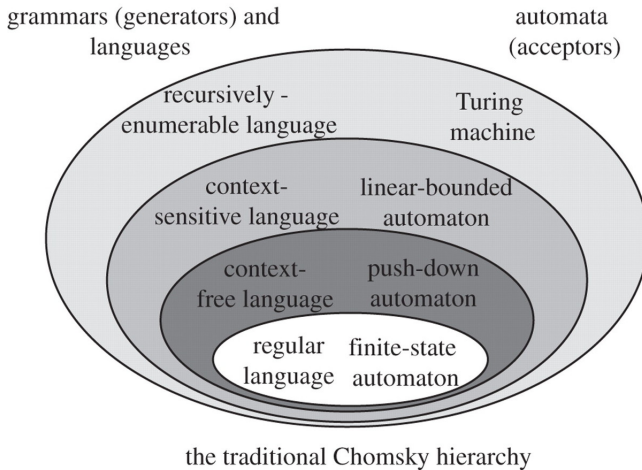 grammars (generators) and
languages
automata
(acceptors)
recursively -
enumerable language
Turing
machine
context-
sensitive language
linear-bounded
automaton
context-
free language
push-down
automaton
regular
language
finite-state
automaton
the traditional Chomsky hierarchy